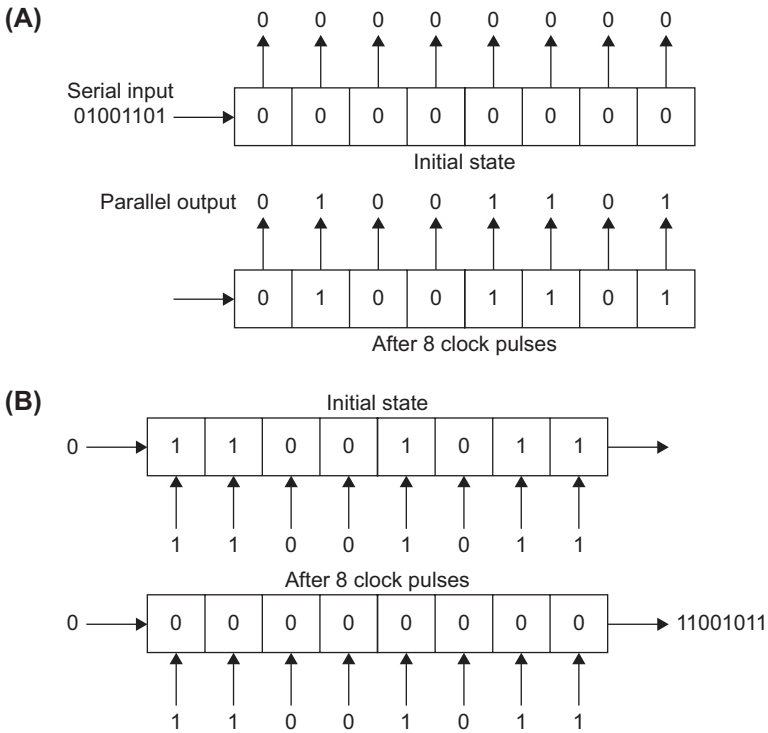 (A)
0 0 0 0 0 0 0 0
Serial input
01001101
0 0 0 0 0 0 0 0
Initial state
Parallel output 0 1 0 0 1 1 0 1
0 1 0 0 1 1 0 1
After 8 clock pulses
(B)
Initial state
0 1 1 0 0 1 0 1 1
1 1 0 0 1 0 1 1
After 8 clock pulses
0 0 0 0 0 0 0 0 0 11001011
1 1 0 0 1 0 1 1